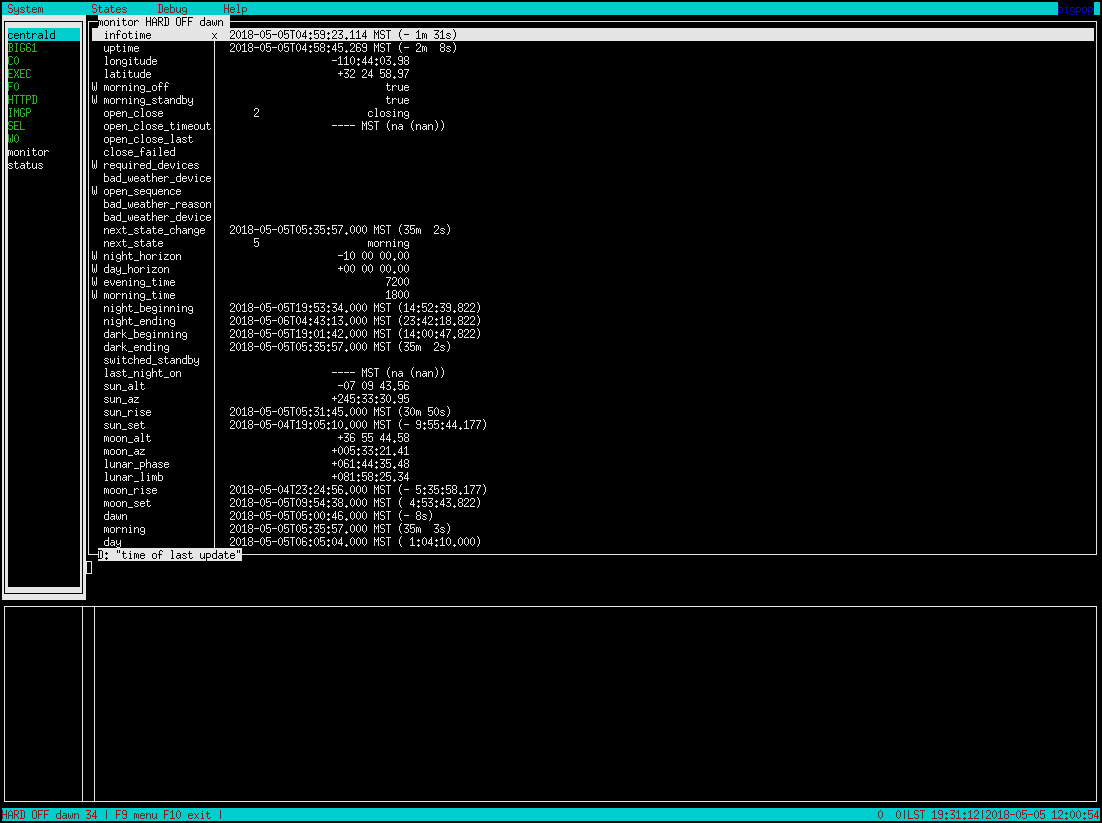 System States Debug Help bigpop
monitor HARD OFF dawn
centrald infotime x 2018-05-05T04:59:23.114 MST (- 1m 31s)
BIG61 uptime 2018-05-05T04:58:45.269 MST (- 2m 8s)
CO longitude -110:44:03.98
EXEC latitude +32 24 58.97
FO W morning_off true
HTTPD W morning_standby true
IMGP open_close 2 closing
SEL open_close_timeout ---- MST (na (nan))
WO open_close_last
monitor close_failed
status W required_devices
bad_weather_device
W open_sequence
bad_weather_reason
bad_weather_device
next_state_change 2018-05-05T05:35:57.000 MST (35m 2s)
next_state 5 morning
W night_horizon -10 00 00.00
W day_horizon +00 00 00.00
W evening_time 7200
W morning_time 1800
night_beginning 2018-05-05T19:53:34.000 MST (14:52:39.822)
night_ending 2018-05-06T04:43:13.000 MST (23:42:18.822)
dark_beginning 2018-05-05T19:01:42.000 MST (14:00:47.822)
dark_ending 2018-05-05T05:35:57.000 MST (35m 2s)
switched_standby
last_night_on ---- MST (na (nan))
sun_alt -07 09 43.56
sun_az +245:33:30.95
sun_rise 2018-05-05T05:31:45.000 MST (30m 50s)
sun_set 2018-05-04T19:05:10.000 MST (- 9:55:44.177)
moon_alt +36 55 44.58
moon_az +005:33:21.41
lunar_phase +061:44:35.48
lunar_limb +081:58:25.34
moon_rise 2018-05-04T23:24:56.000 MST (- 5:35:58.177)
moon_set 2018-05-05T09:54:38.000 MST ( 4:53:43.822)
dawn 2018-05-05T05:00:46.000 MST (- 8s)
morning 2018-05-05T05:35:57.000 MST (35m 3s)
day 2018-05-05T06:05:04.000 MST ( 1:04:10.000)
D: "time of last update"
HARD OFF dawn 34 | F9 menu F10 exit | 0 0|LST 19:31:12|2018-05-05 12:00:54